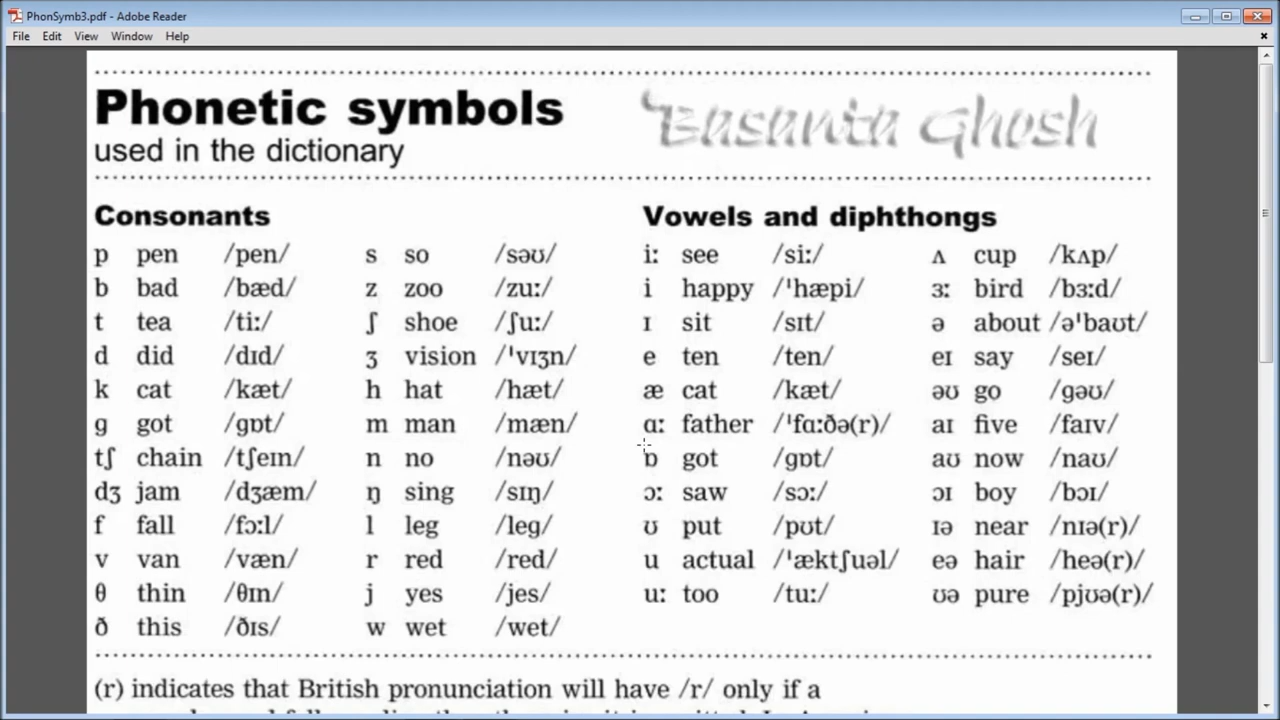 PhonSymb3.pdf - Adobe Reader
File Edit View Window Help
Phonetic symbols
used in the dictionary
Basanta Ghosh
Consonants
p pen /pen/ s so /səʊ/
b bad /bæd/ z zoo /zuː/
t tea /tiː/ ʃ shoe /ʃuː/
d did /dɪd/ ʒ vision /ˈvɪʒn/
k cat /kæt/ h hat /hæt/
ɡ got /ɡɒt/ m man /mæn/
tʃ chain /tʃeɪn/ n no /nəʊ/
dʒ jam /dʒæm/ ŋ sing /sɪŋ/
f fall /fɔːl/ l leg /leɡ/
v van /væn/ r red /red/
θ thin /θɪn/ j yes /jes/
ð this /ðɪs/ w wet /wet/
Vowels and diphthongs
iː see /siː/ ʌ cup /kʌp/
i happy /ˈhæpi/ ɜː bird /bɜːd/
ɪ sit /sɪt/ ə about /əˈbaʊt/
e ten /ten/ eɪ say /seɪ/
æ cat /kæt/ əʊ go /ɡəʊ/
ɑː father /ˈfɑːðə(r)/ aɪ five /faɪv/
ɒ got /ɡɒt/ aʊ now /naʊ/
ɔː saw /sɔː/ ɔɪ boy /bɔɪ/
ʊ put /pʊt/ ɪə near /nɪə(r)/
u actual /ˈæktʃuəl/ eə hair /heə(r)/
uː too /tuː/ ʊə pure /pjʊə(r)/
(r) indicates that British pronunciation will have /r/ only if a